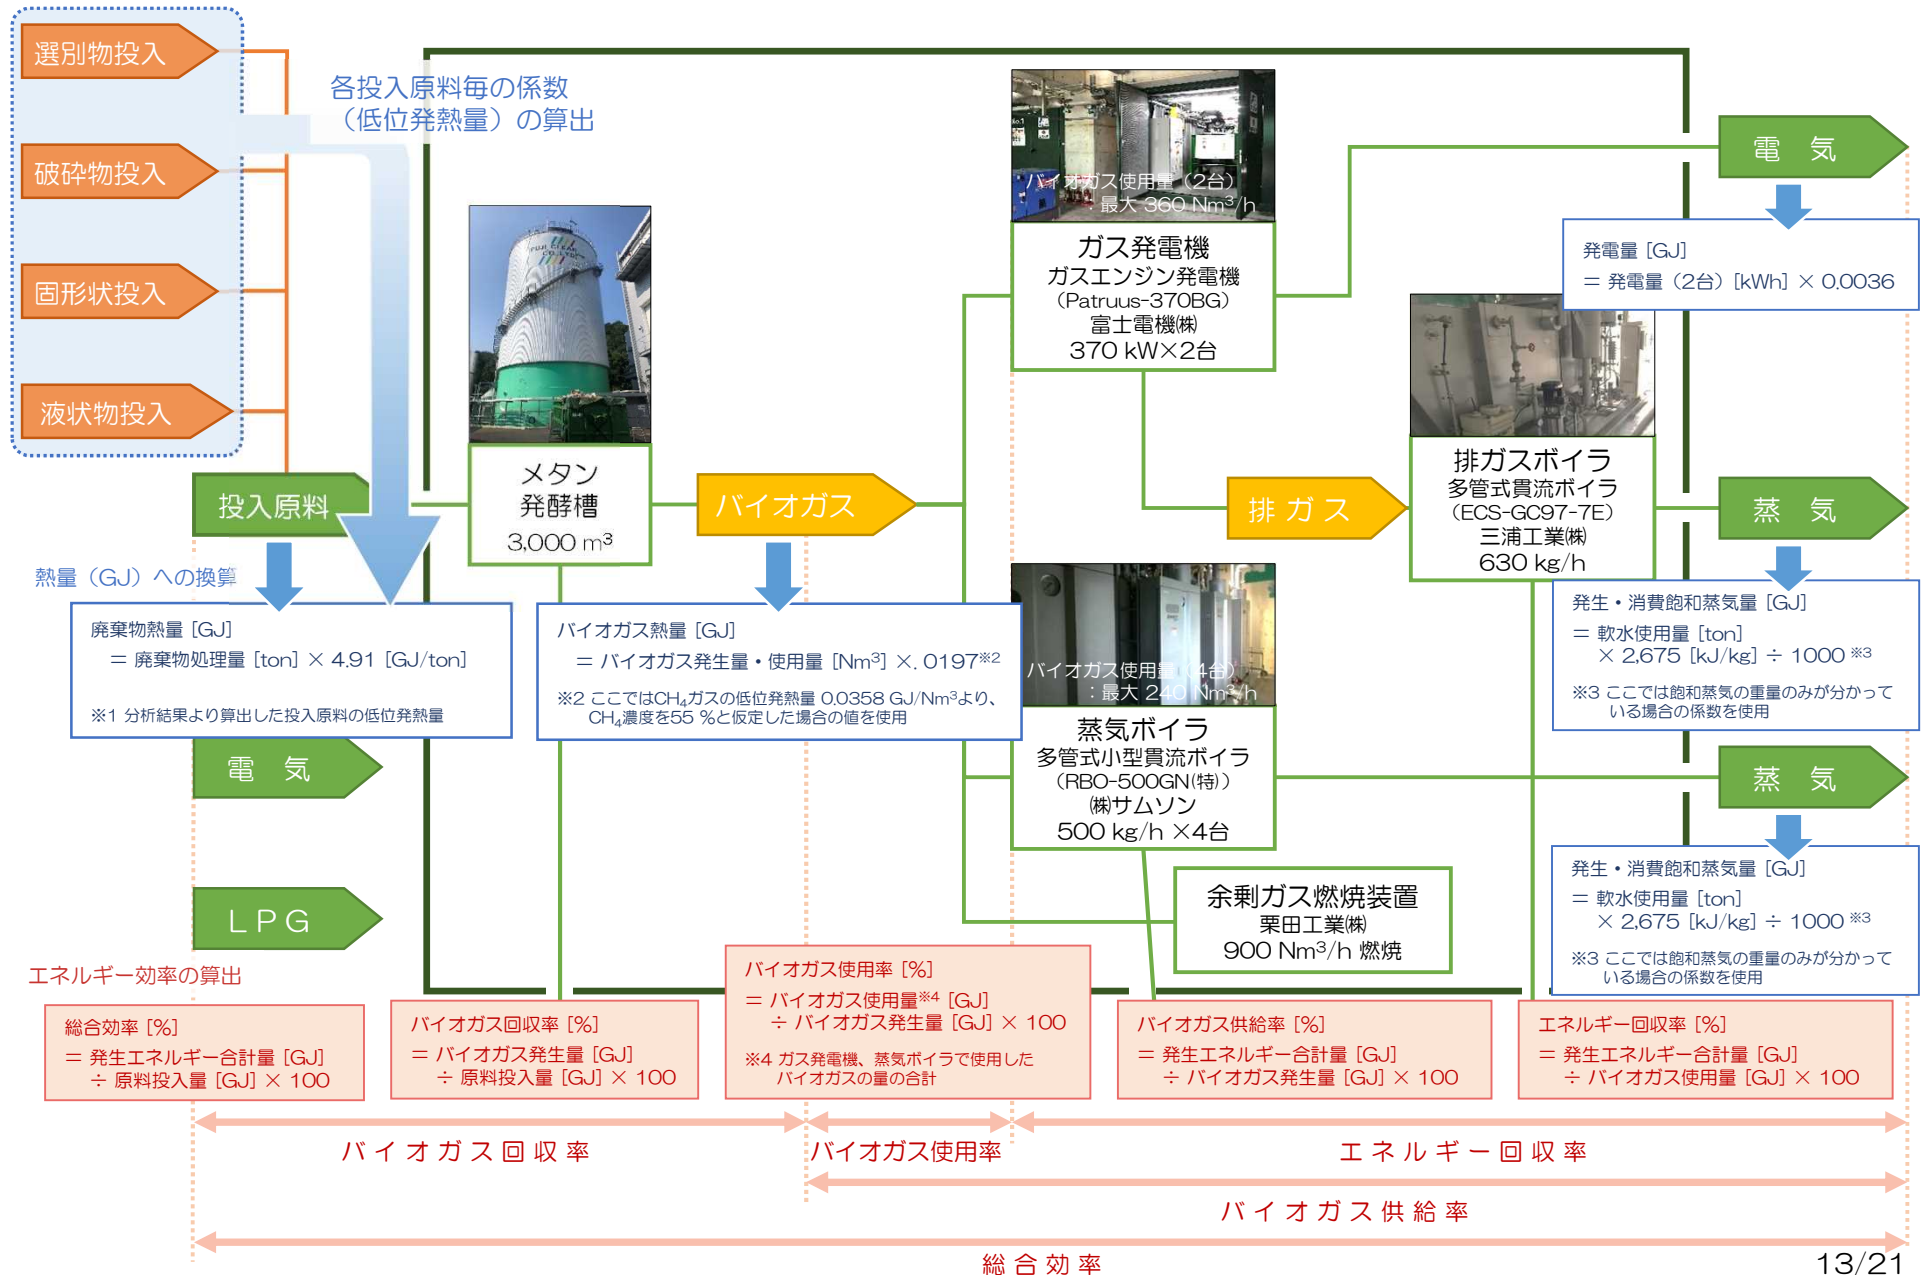 選別物投入
破砕物投入
固形状投入
液状物投入
各投入原料毎の係数
（低位発熱量）の算出
投入原料
熱量（GJ）への換算
廃棄物熱量 [GJ]
＝ 廃棄物処理量 [ton] × 4.91 [GJ/ton]
※1 分析結果より算出した投入原料の低位発熱量
電 気
LPG
FUJI CLEAN
CO.,LTD.
メタン
発酵槽
3,000 m³
バイオガス
バイオガス熱量 [GJ]
＝ バイオガス発生量・使用量 [Nm³] ×. 0197※2
※2 ここではCH₄ガスの低位発熱量 0.0358 GJ/Nm³より、
CH₄濃度を55 %と仮定した場合の値を使用
バイオガス使用量（2台）
：最大 360 Nm³/h
ガス発電機
ガスエンジン発電機
（Patruus-370BG）
富士電機㈱
370 kW×2台
排ガス
バイオガス使用量（4台）
：最大 240 Nm³/h
蒸気ボイラ
多管式小型貫流ボイラ
（RBO-500GN(特)）
㈱サムソン
500 kg/h ×4台
余剰ガス燃焼装置
栗田工業㈱
900 Nm³/h 燃焼
排ガスボイラ
多管式貫流ボイラ
（ECS-GC97-7E）
三浦工業㈱
630 kg/h
電 気
発電量 [GJ]
＝ 発電量（2台）[kWh] × 0.0036
蒸 気
発生・消費飽和蒸気量 [GJ]
＝ 軟水使用量 [ton]
× 2,675 [kJ/kg] ÷ 1000 ※3
※3 ここでは飽和蒸気の重量のみが分かって
いる場合の係数を使用
蒸 気
発生・消費飽和蒸気量 [GJ]
＝ 軟水使用量 [ton]
× 2,675 [kJ/kg] ÷ 1000 ※3
※3 ここでは飽和蒸気の重量のみが分かって
いる場合の係数を使用
エネルギー効率の算出
総合効率 [%]
＝ 発生エネルギー合計量 [GJ]
÷ 原料投入量 [GJ] × 100
バイオガス回収率 [%]
＝ バイオガス発生量 [GJ]
÷ 原料投入量 [GJ] × 100
バイオガス使用率 [%]
＝ バイオガス使用量※4 [GJ]
÷ バイオガス発生量 [GJ] × 100
※4 ガス発電機、蒸気ボイラで使用した
バイオガスの量の合計
バイオガス供給率 [%]
＝ 発生エネルギー合計量 [GJ]
÷ バイオガス発生量 [GJ] × 100
エネルギー回収率 [%]
＝ 発生エネルギー合計量 [GJ]
÷ バイオガス使用量 [GJ] × 100
バイオガス回収率
バイオガス使用率
エネルギー回収率
バイオガス供給率
総合効率
13/21